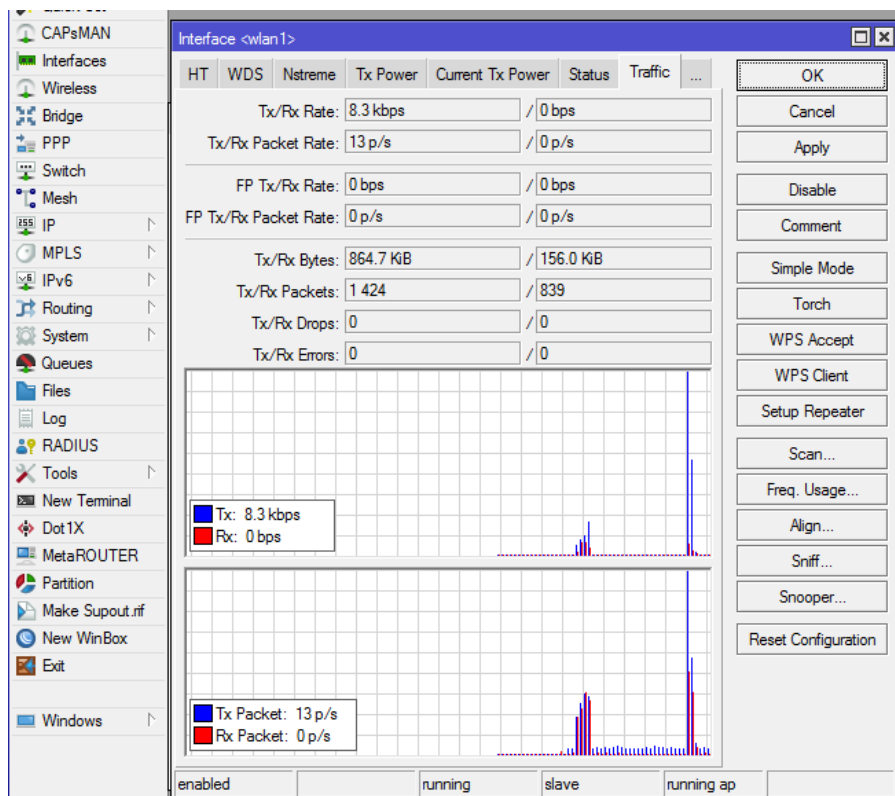 CAPsMAN
Interfaces
Wireless
Bridge
PPP
Switch
Mesh
255 IP
MPLS
v6 IPv6
Routing
System
Queues
Files
Log
RADIUS
Tools
New Terminal
Dot1X
MetaROUTER
Partition
Make Supout.rif
New WinBox
Exit
Windows
Interface <wlan1>
HT WDS Nstreme Tx Power Current Tx Power Status Traffic ...
Tx/Rx Rate: 8.3 kbps / 0 bps
Tx/Rx Packet Rate: 13 p/s / 0 p/s
FP Tx/Rx Rate: 0 bps / 0 bps
FP Tx/Rx Packet Rate: 0 p/s / 0 p/s
Tx/Rx Bytes: 864.7 KiB / 156.0 KiB
Tx/Rx Packets: 1 424 / 839
Tx/Rx Drops: 0 / 0
Tx/Rx Errors: 0 / 0
Tx: 8.3 kbps
Rx: 0 bps
Tx Packet: 13 p/s
Rx Packet: 0 p/s
enabled running slave running ap
OK
Cancel
Apply
Disable
Comment
Simple Mode
Torch
WPS Accept
WPS Client
Setup Repeater
Scan...
Freq. Usage...
Align...
Sniff...
Snooper...
Reset Configuration